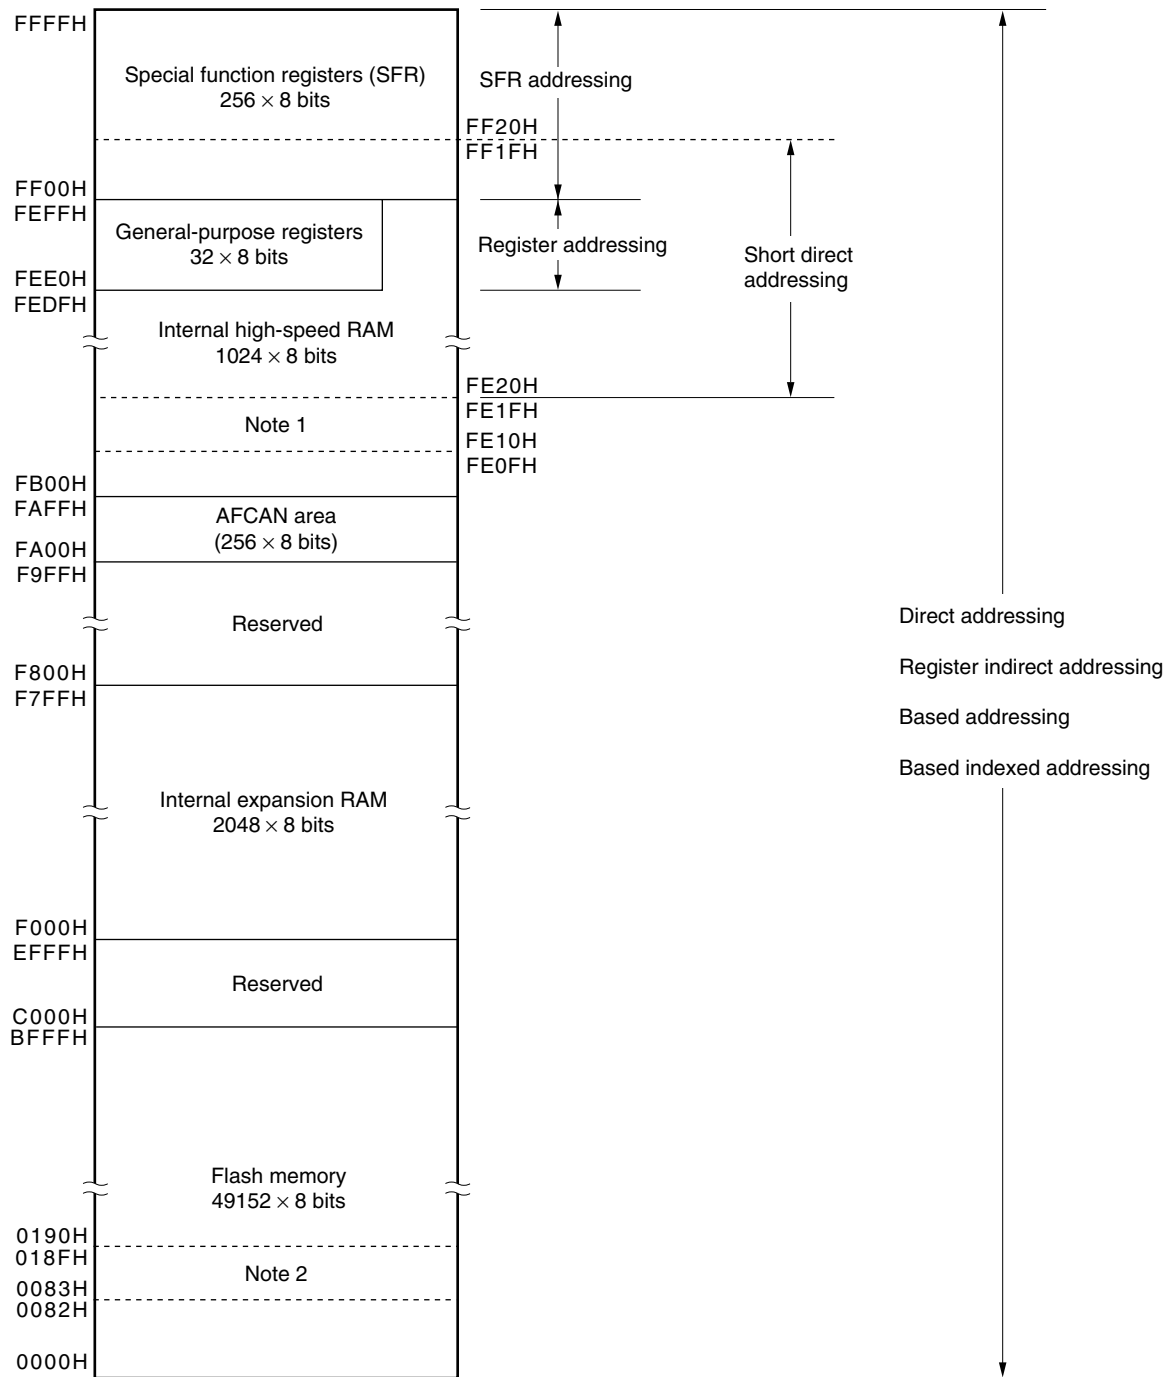 FFFFH
Special function registers (SFR)
256 × 8 bits
SFR addressing
FF20H
FF1FH
FF00H
FEFFH
General-purpose registers
32 × 8 bits
Register addressing
Short direct
addressing
FEE0H
FEDFH
Internal high-speed RAM
1024 × 8 bits
FE20H
FE1FH
Note 1
FE10H
FE0FH
FB00H
FAFFH
AFCAN area
(256 × 8 bits)
FA00H
F9FFH
Reserved
Direct addressing
Register indirect addressing
Based addressing
Based indexed addressing
F800H
F7FFH
Internal expansion RAM
2048 × 8 bits
F000H
EFFFH
Reserved
C000H
BFFFH
Flash memory
49152 × 8 bits
0190H
018FH
Note 2
0083H
0082H
0000H